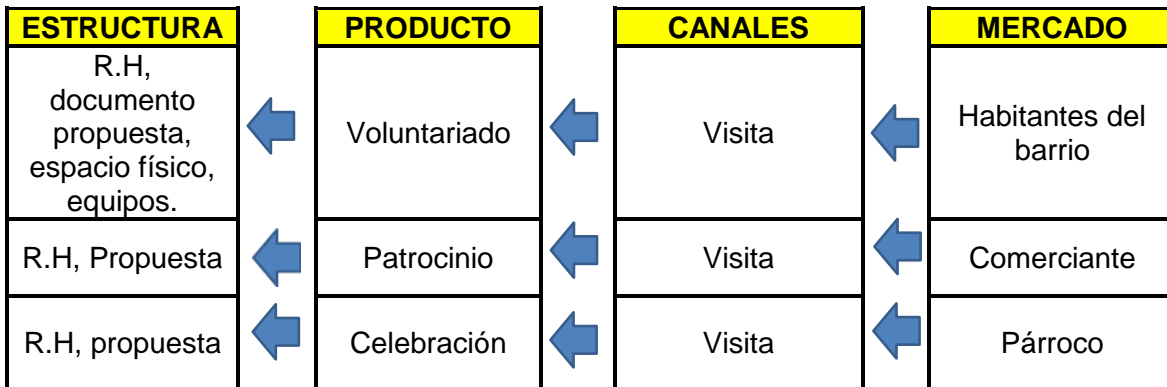 ESTRUCTURA
PRODUCTO
CANALES
MERCADO
R.H,
documento
propuesta,
espacio físico,
equipos.
Voluntariado
Visita
Habitantes del
barrio
R.H, Propuesta
Patrocinio
Visita
Comerciante
R.H, propuesta
Celebración
Visita
Párroco